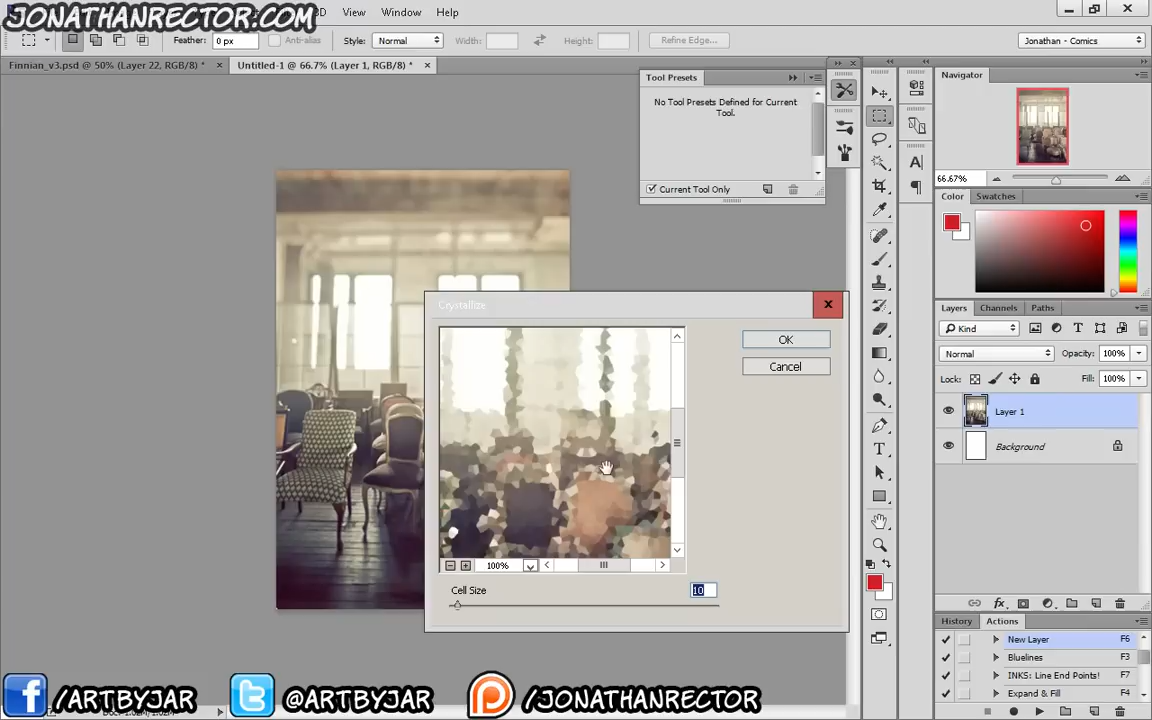 JONATHANRECTOR.COM
3D View Window Help
Feather: 0 px Anti-alias Style: Normal Width: Height: Refine Edge... Jonathan - Comics
Finnian_v3.psd @ 50% (Layer 22, RGB/8) * × Untitled-1 @ 66.7% (Layer 1, RGB/8) * ×
Tool Presets
No Tool Presets Defined for Current
Tool.
Current Tool Only
Navigator
66.67%
Color Swatches
Layers Channels Paths
Kind
Normal Opacity: 100%
Lock: Fill: 100%
Layer 1
Background
Crystallize
OK
Cancel
100%
Cell Size 10
History Actions
New Layer F6
Bluelines F3
INKS: Line End Points! F7
Expand & Fill F4
/ARTBYJAR @ARTBYJAR /JONATHANRECTOR